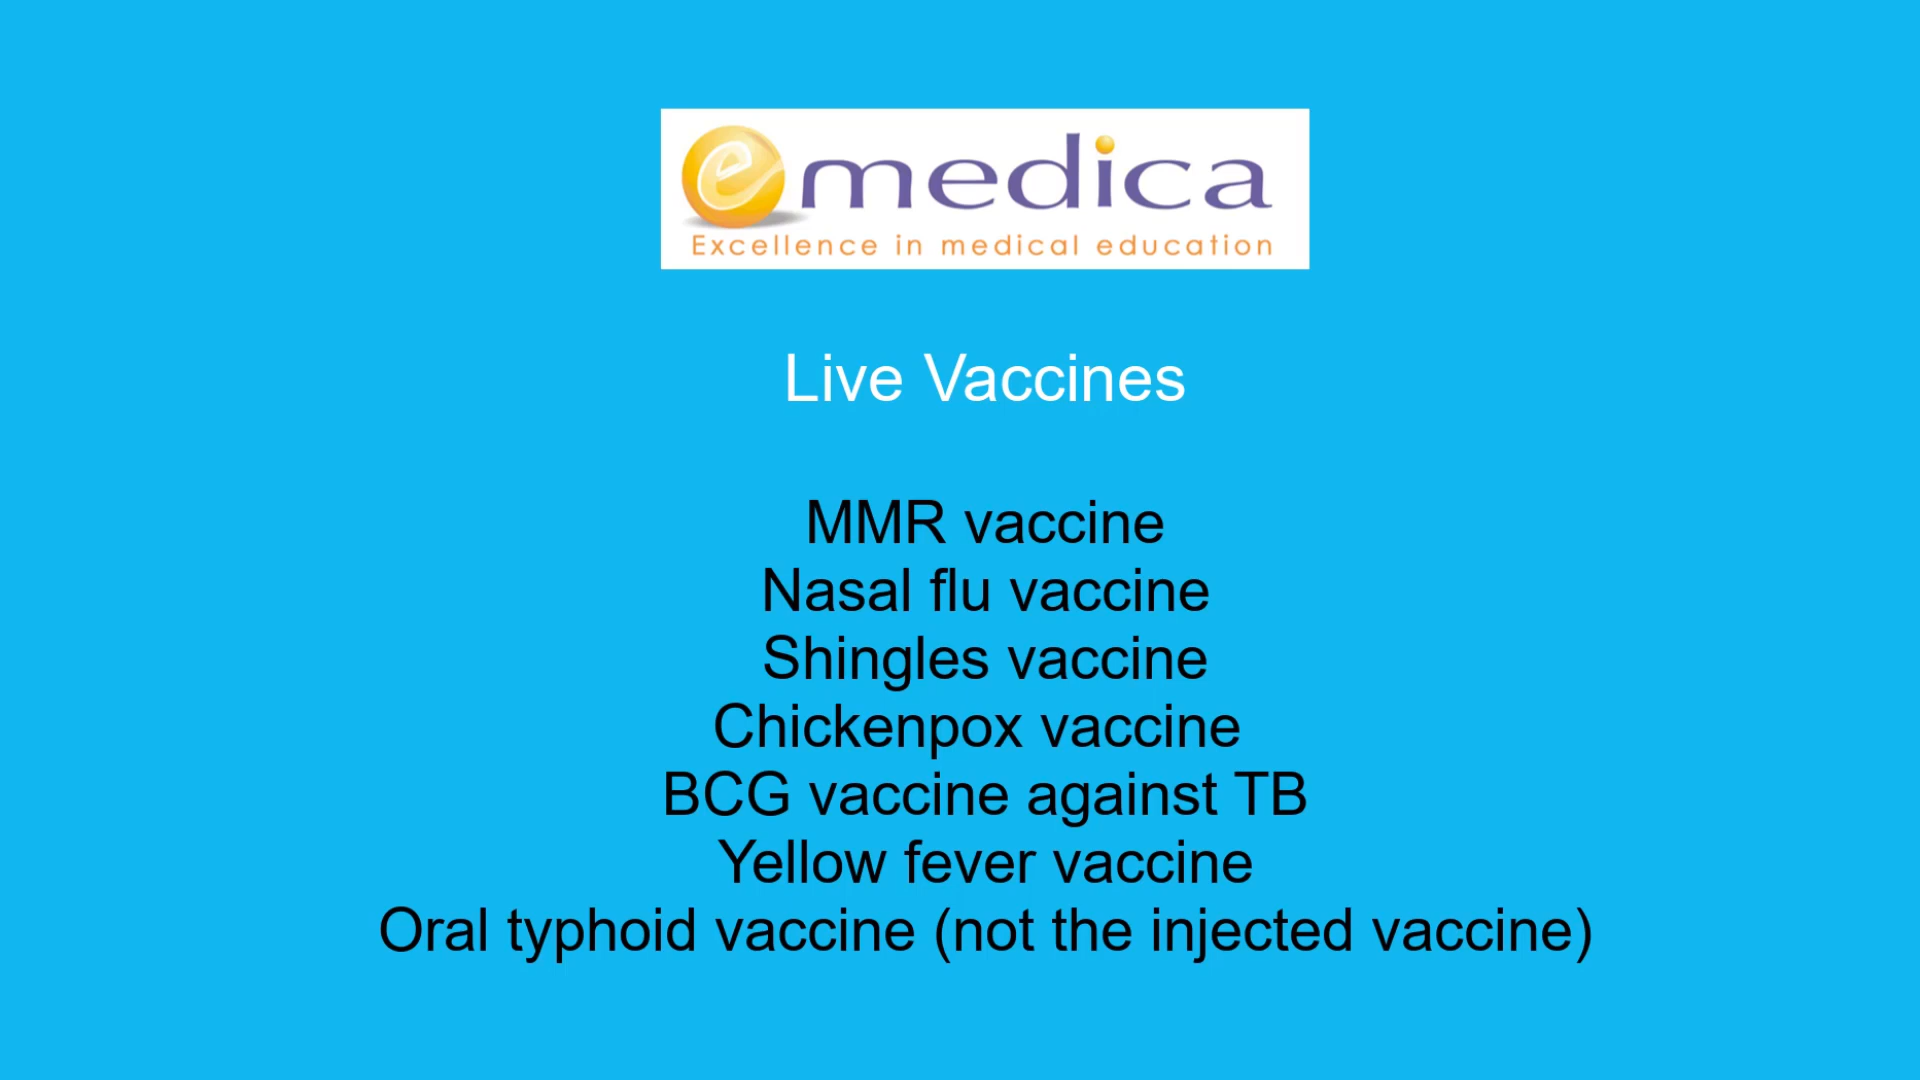 emedica
Excellence in medical education
Live Vaccines
MMR vaccine
Nasal flu vaccine
Shingles vaccine
Chickenpox vaccine
BCG vaccine against TB
Yellow fever vaccine
Oral typhoid vaccine (not the injected vaccine)